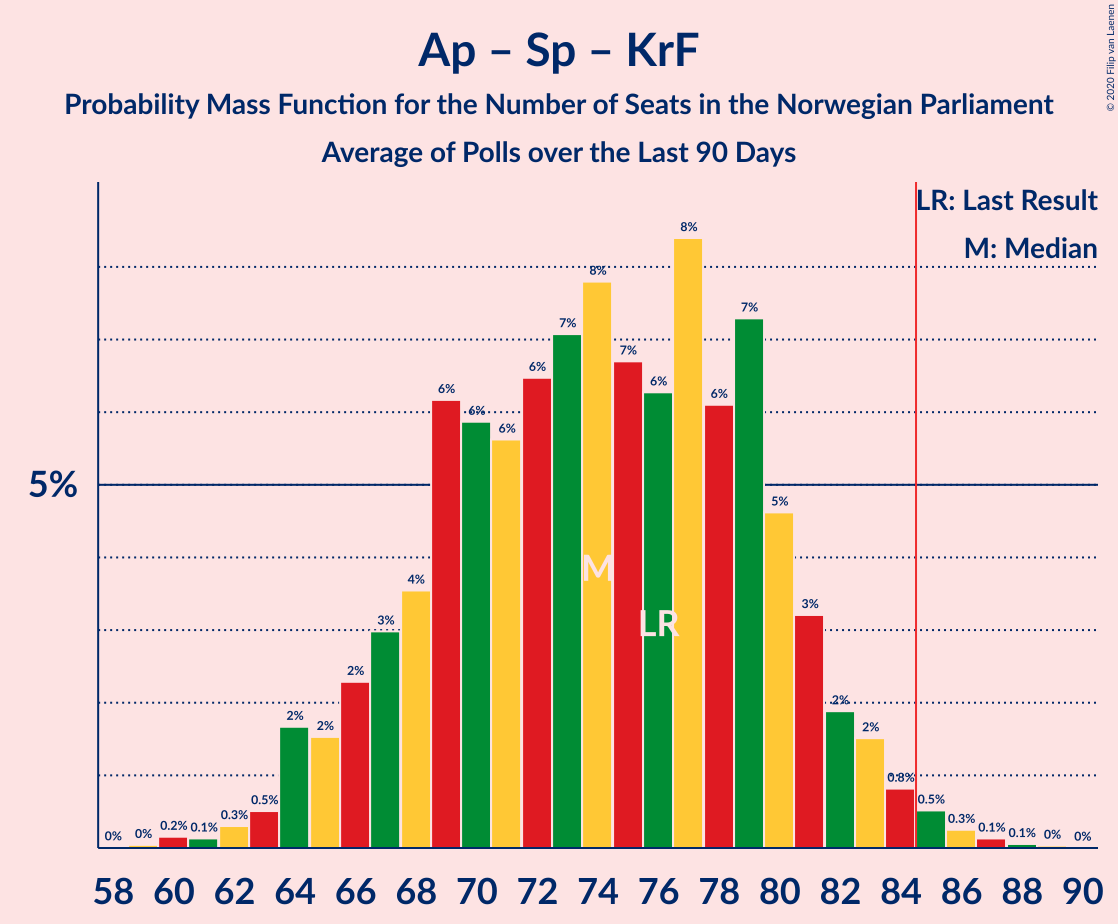 Ap – Sp – KrF
Probability Mass Function for the Number of Seats in the Norwegian Parliament
Average of Polls over the Last 90 Days
© 2020 Filip van Laenen
LR: Last Result
M: Median
5%
0% 0% 0.2% 0.1% 0.3% 0.5% 2% 2% 2% 3% 4% 6% 6% 6% 6% 7% 8% 7% 6% 8% 6% 7% 5% 3% 2% 2% 0.8% 0.5% 0.3% 0.1% 0.1% 0% 0%
M
LR
58 60 62 64 66 68 70 72 74 76 78 80 82 84 86 88 90